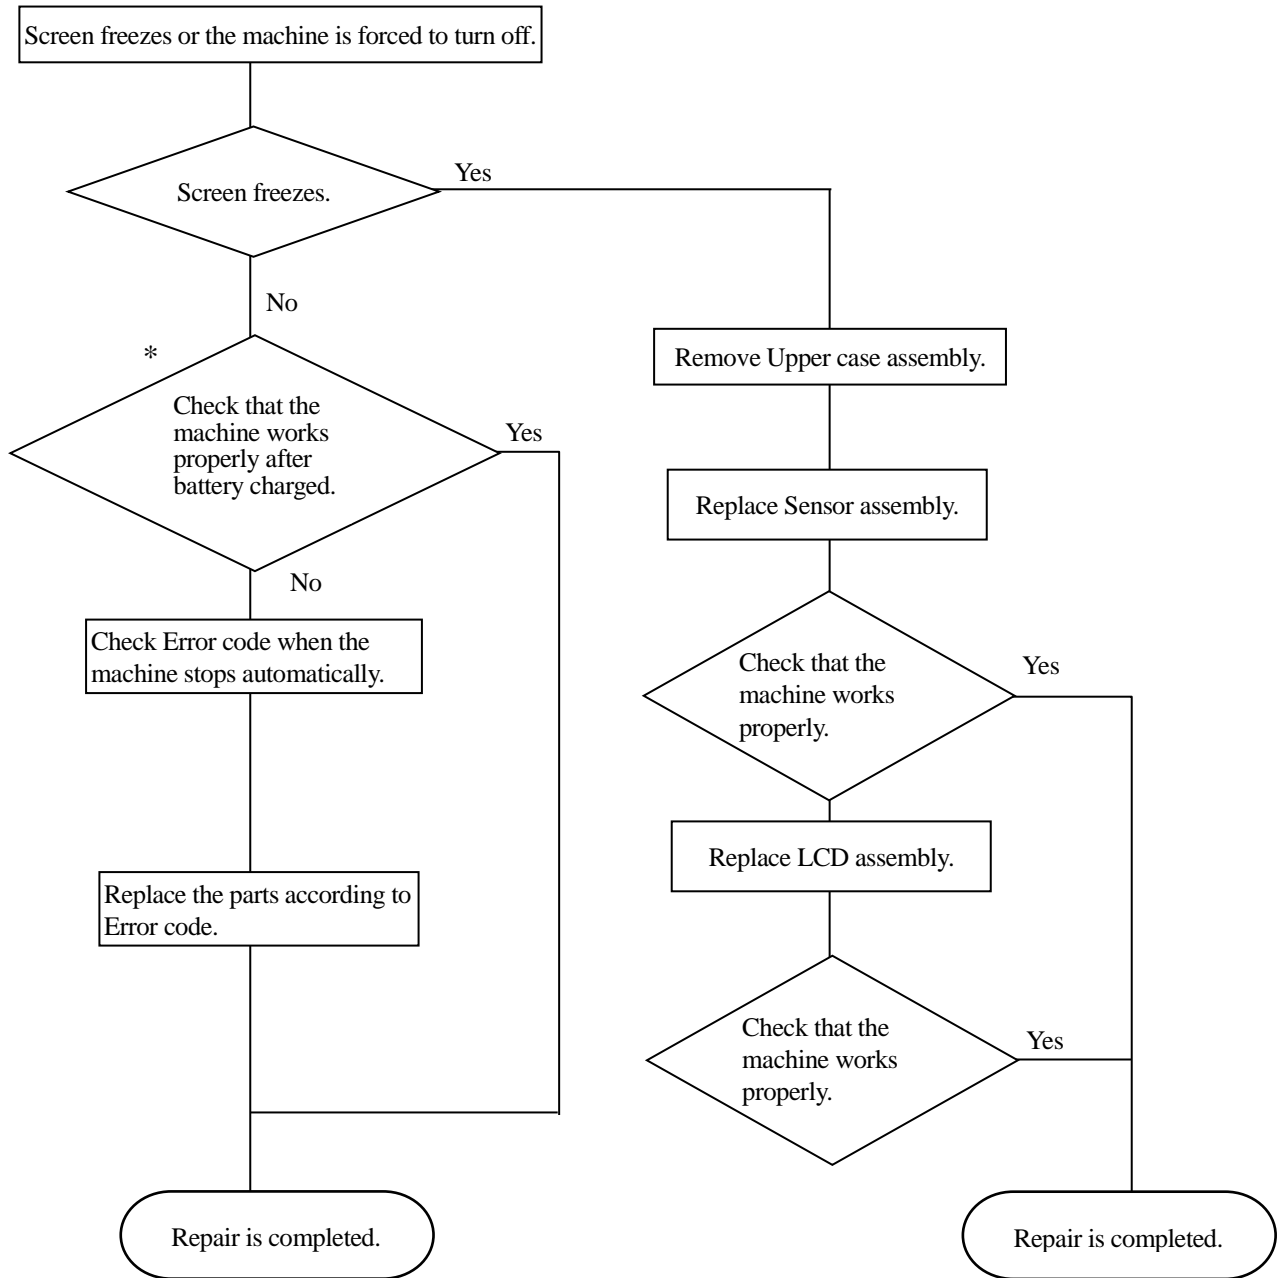 Screen freezes or the machine is forced to turn off.
Screen freezes.
Yes
No
*
Check that the
machine works
properly after
battery charged.
Yes
No
Check Error code when the
machine stops automatically.
Replace the parts according to
Error code.
Repair is completed.
Remove Upper case assembly.
Replace Sensor assembly.
Check that the
machine works
properly.
Yes
Replace LCD assembly.
Check that the
machine works
properly.
Yes
Repair is completed.